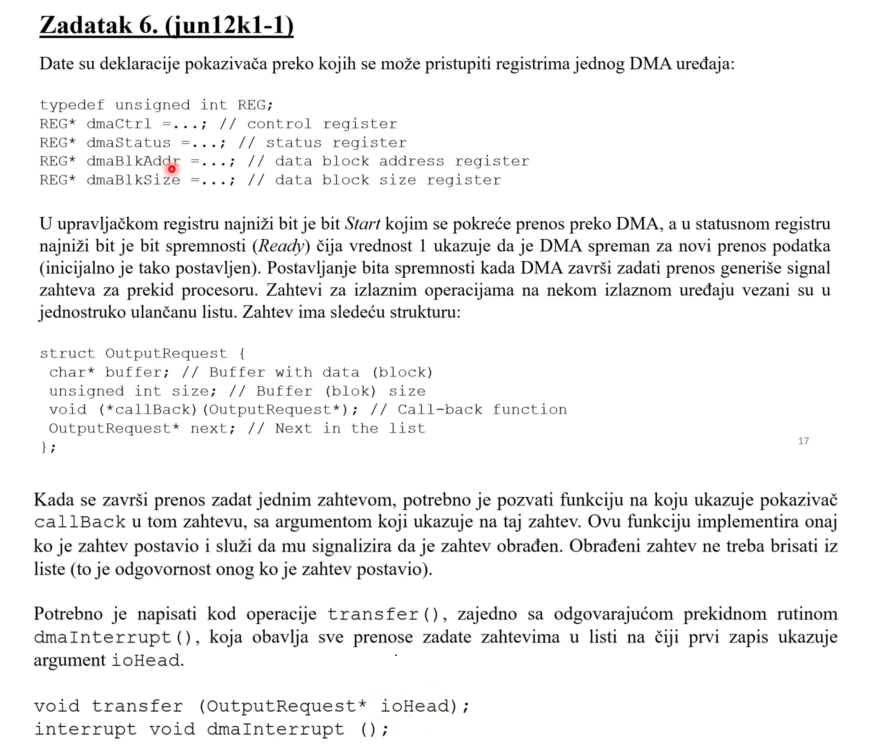 Zadatak 6. (jun12k1-1)
Date su deklaracije pokazivača preko kojih se može pristupiti registrima jednog DMA uređaja:
typedef unsigned int REG;
REG* dmaCtrl =...; // control register
REG* dmaStatus =...; // status register
REG* dmaBlkAddr =...; // data block address register
REG* dmaBlkSize =...; // data block size register
U upravljačkom registru najniži bit je bit Start kojim se pokreće prenos preko DMA, a u statusnom registru
najniži bit je bit spremnosti (Ready) čija vrednost 1 ukazuje da je DMA spreman za novi prenos podatka
(inicijalno je tako postavljen). Postavljanje bita spremnosti kada DMA završi zadati prenos generiše signal
zahteva za prekid procesoru. Zahtevi za izlaznim operacijama na nekom izlaznom uređaju vezani su u
jednostruko ulančanu listu. Zahtev ima sledeću strukturu:
struct OutputRequest {
char* buffer; // Buffer with data (block)
unsigned int size; // Buffer (blok) size
void (*callBack)(OutputRequest*); // Call-back function
OutputRequest* next; // Next in the list
};
17
Kada se završi prenos zadat jednim zahtevom, potrebno je pozvati funkciju na koju ukazuje pokazivač
callBack u tom zahtevu, sa argumentom koji ukazuje na taj zahtev. Ovu funkciju implementira onaj
ko je zahtev postavio i služi da mu signalizira da je zahtev obrađen. Obrađeni zahtev ne treba brisati iz
liste (to je odgovornost onog ko je zahtev postavio).
Potrebno je napisati kod operacije transfer(), zajedno sa odgovarajućom prekidnom rutinom
dmaInterrupt(), koja obavlja sve prenose zadate zahtevima u listi na čiji prvi zapis ukazuje
argument ioHead.
void transfer (OutputRequest* ioHead);
interrupt void dmaInterrupt ();